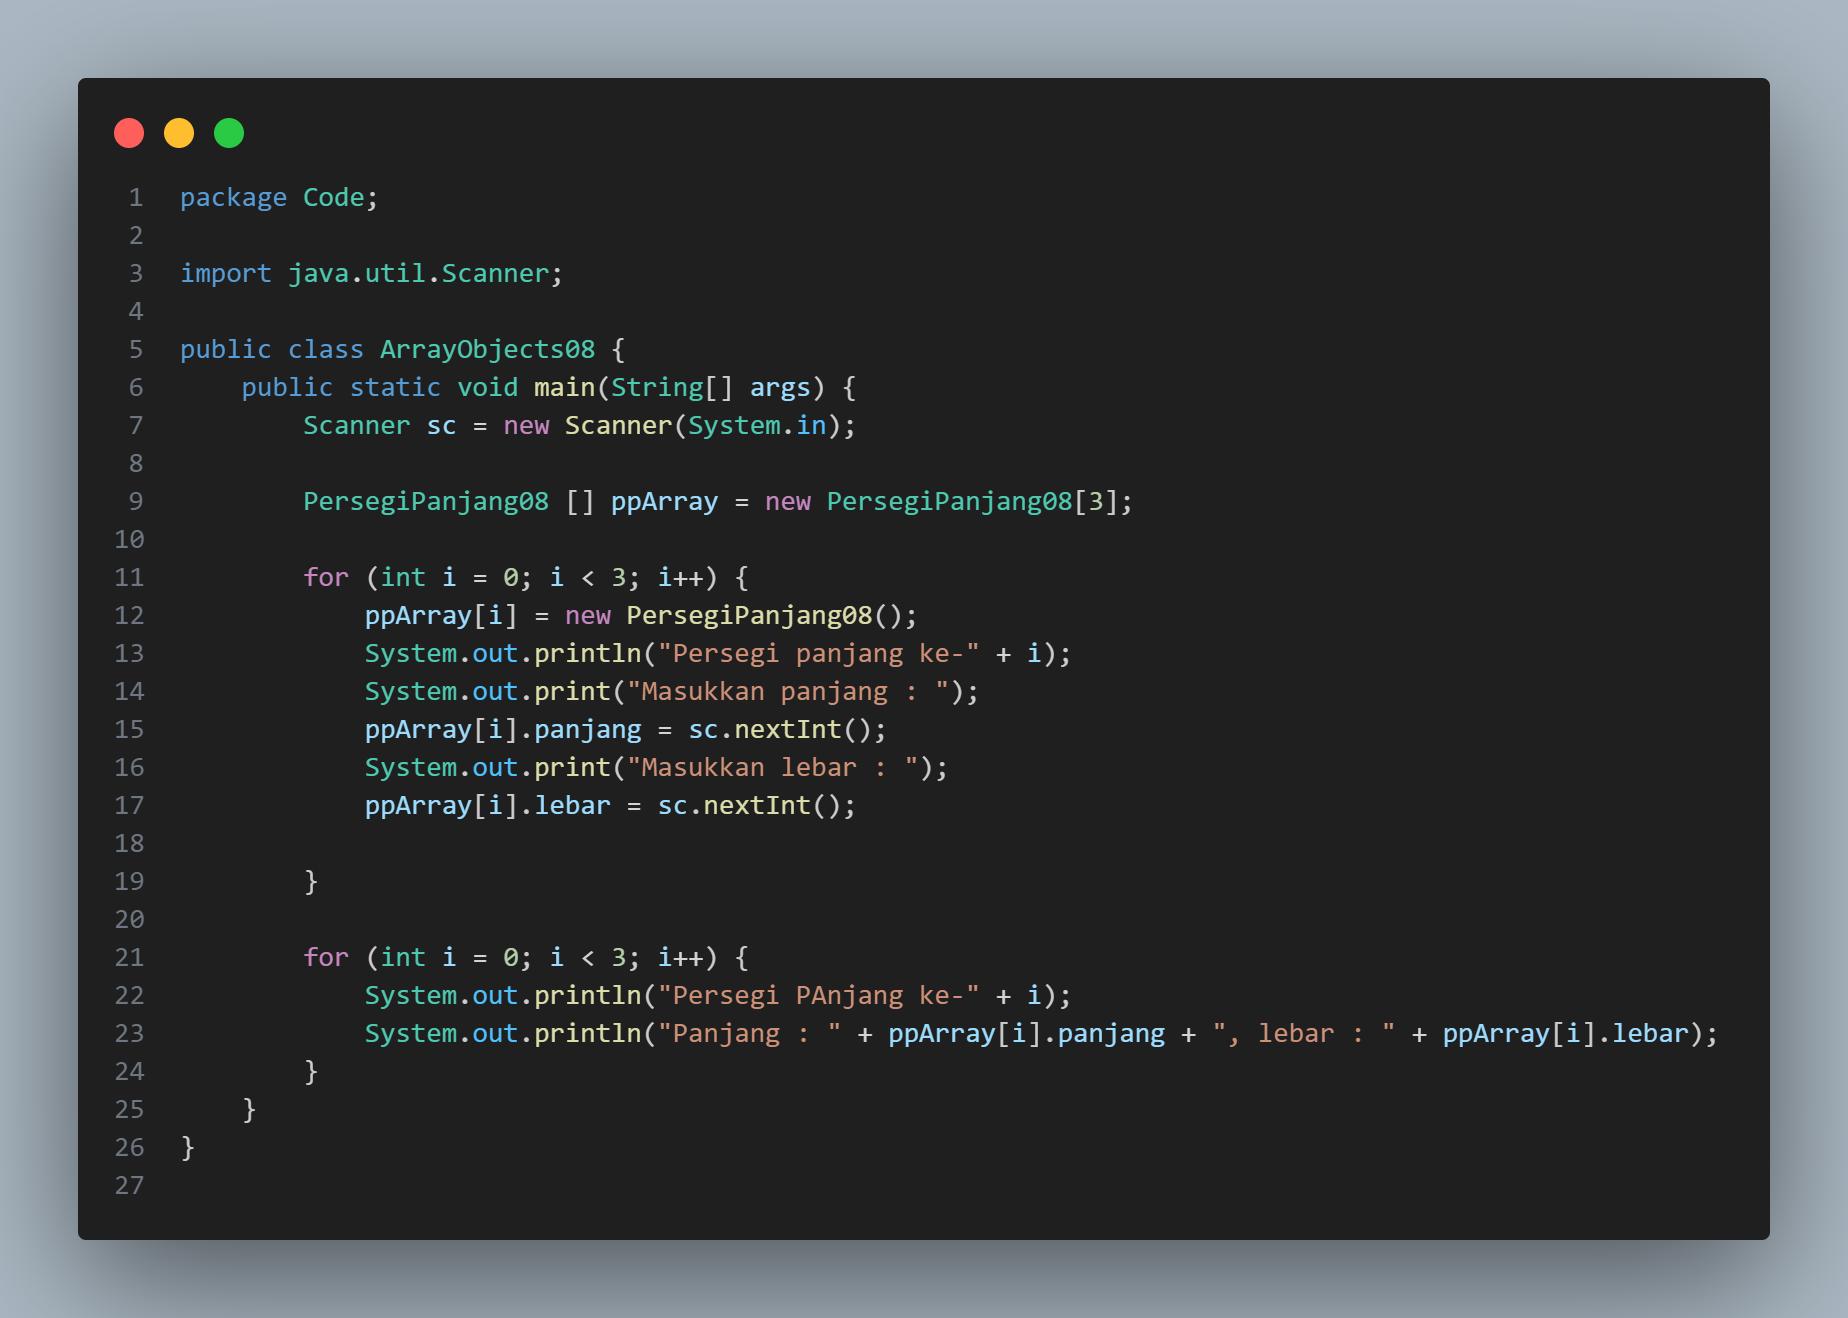 1 package Code;
2
3 import java.util.Scanner;
4
5 public class ArrayObjects08 {
6     public static void main(String[] args) {
7         Scanner sc = new Scanner(System.in);
8
9         PersegiPanjang08 [] ppArray = new PersegiPanjang08[3];
10
11         for (int i = 0; i < 3; i++) {
12             ppArray[i] = new PersegiPanjang08();
13             System.out.println("Persegi panjang ke-" + i);
14             System.out.print("Masukkan panjang : ");
15             ppArray[i].panjang = sc.nextInt();
16             System.out.print("Masukkan lebar : ");
17             ppArray[i].lebar = sc.nextInt();
18
19         }
20
21         for (int i = 0; i < 3; i++) {
22             System.out.println("Persegi PAnjang ke-" + i);
23             System.out.println("Panjang : " + ppArray[i].panjang + ", lebar : " + ppArray[i].lebar);
24         }
25     }
26 }
27